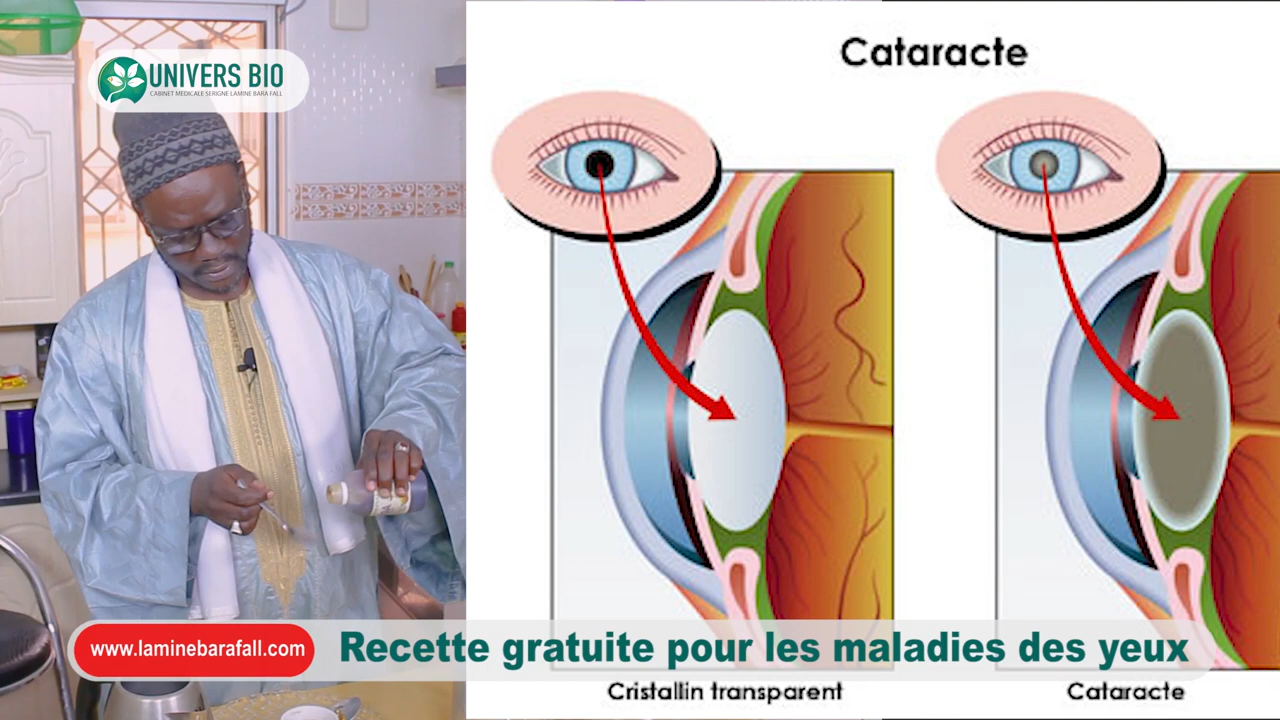 UNIVERS BIO
CABINET MEDICALE SERIGNE LAMINE BARA FALL
Cataracte
www.laminebarafall.com
Recette gratuite pour les maladies des yeux
Cristallin transparent
Cataracte